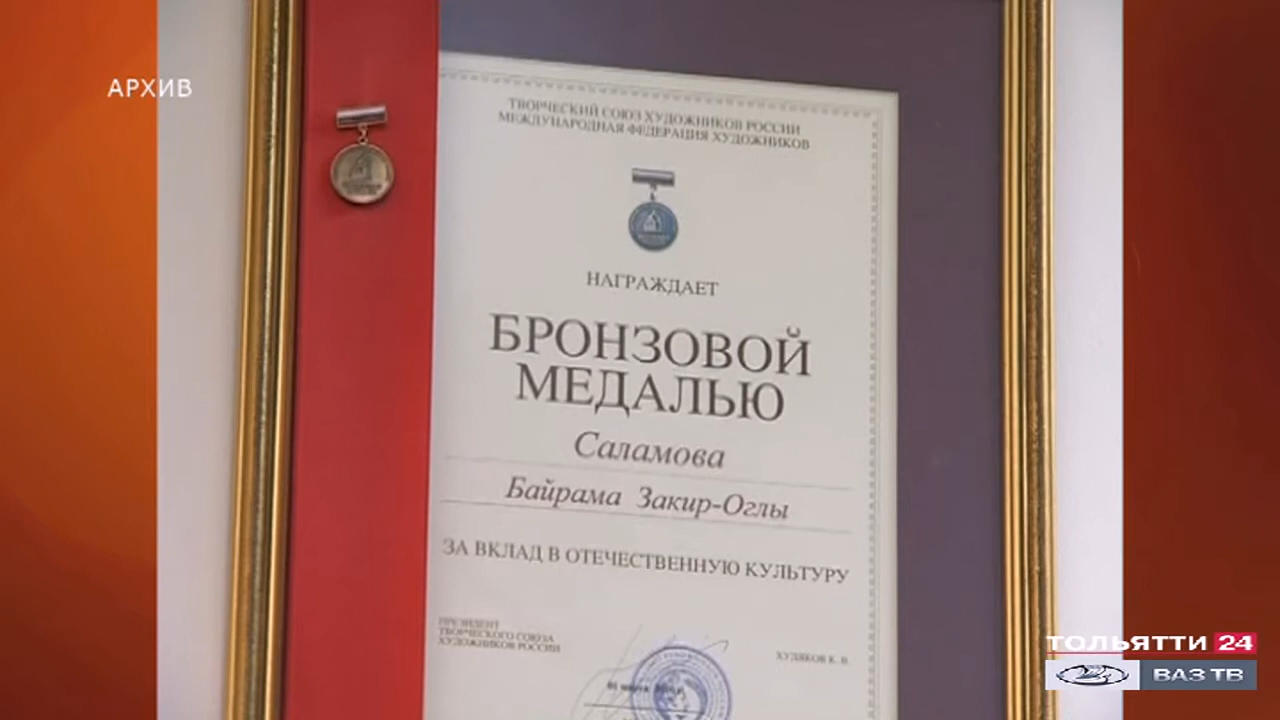 АРХИВ
ТВОРЧЕСКИЙ СОЮЗ ХУДОЖНИКОВ РОССИИ
МЕЖДУНАРОДНАЯ ФЕДЕРАЦИЯ ХУДОЖНИКОВ
НАГРАЖДАЕТ
БРОНЗОВОЙ
МЕДАЛЬЮ
Саламова
Байрама Закир-Оглы
ЗА ВКЛАД В ОТЕЧЕСТВЕННУЮ КУЛЬТУРУ
ПРЕЗИДЕНТ
ТВОРЧЕСКОГО СОЮЗА
ХУДОЖНИКОВ РОССИИ
ХУДЯКОВ К. В.
ТОЛЬЯТТИ 24
ВАЗ ТВ